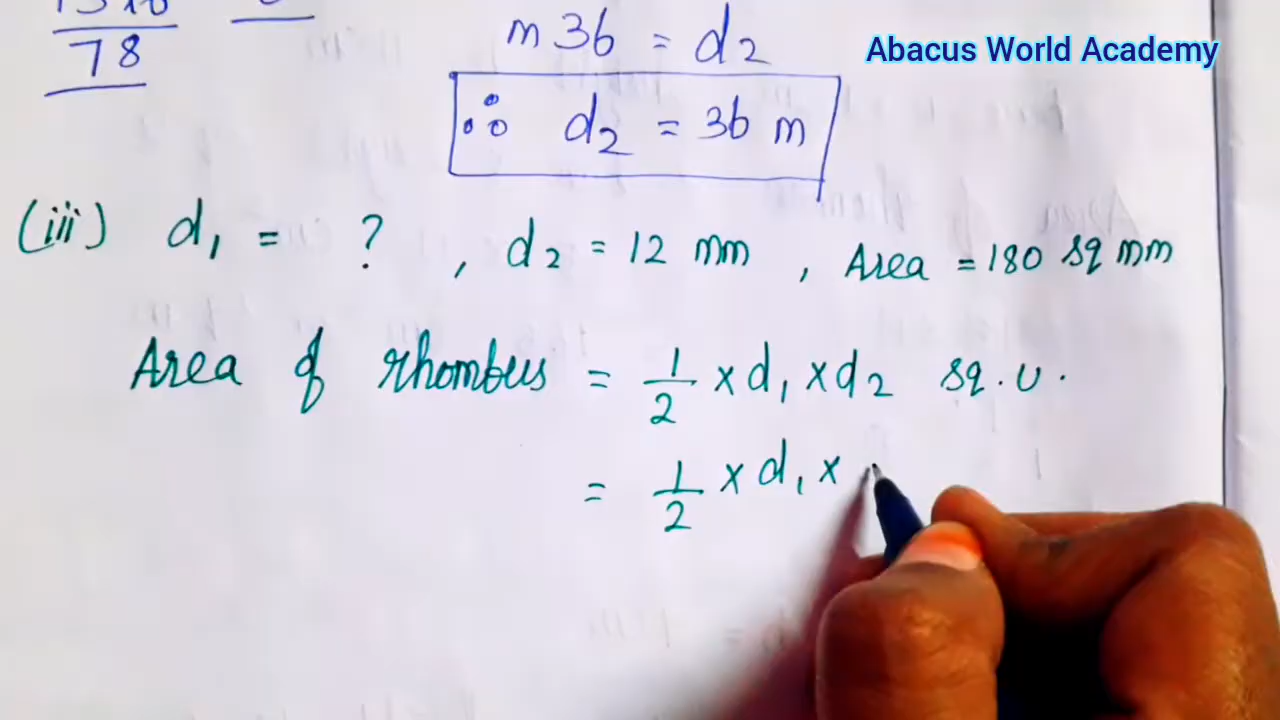 78
m 36 = d2
Abacus World Academy
∴ d2 = 36 m
(iii) d1 = ? , d2 = 12 mm , Area = 180 sq mm
Area of rhombus = 1/2 × d1 × d2 sq. u.
= 1/2 × d1 ×